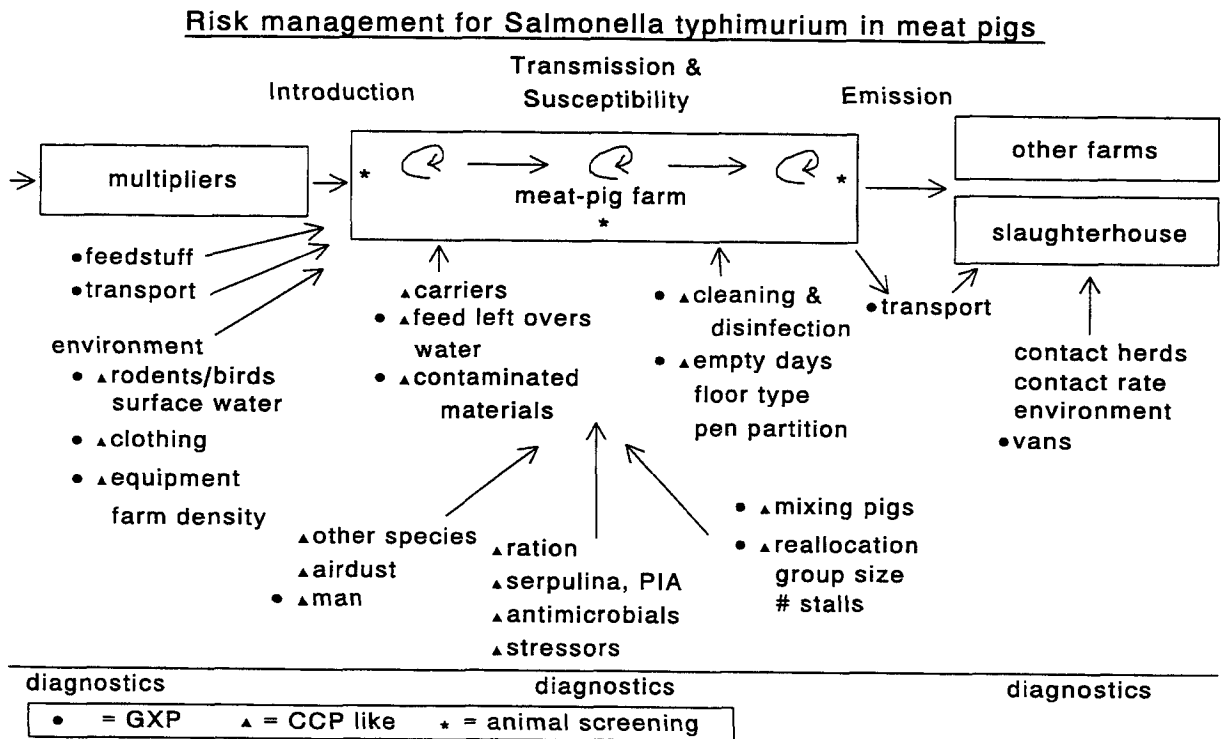 Risk management for Salmonella typhimurium in meat pigs
Introduction
Transmission &
Susceptibility
Emission
multipliers
meat-pig farm
* * *
other farms
slaughterhouse
●feedstuff
●transport
environment
● ▲rodents/birds
surface water
● ▲clothing
● ▲equipment
farm density
▲carriers
● ▲feed left overs
water
● ▲contaminated
materials
● ▲cleaning &
disinfection
● ▲empty days
floor type
pen partition
●transport
contact herds
contact rate
environment
●vans
▲other species
▲airdust
● ▲man
▲ration
▲serpulina, PIA
▲antimicrobials
▲stressors
● ▲mixing pigs
● ▲reallocation
group size
# stalls
diagnostics diagnostics diagnostics
● = GXP ▲ = CCP like * = animal screening